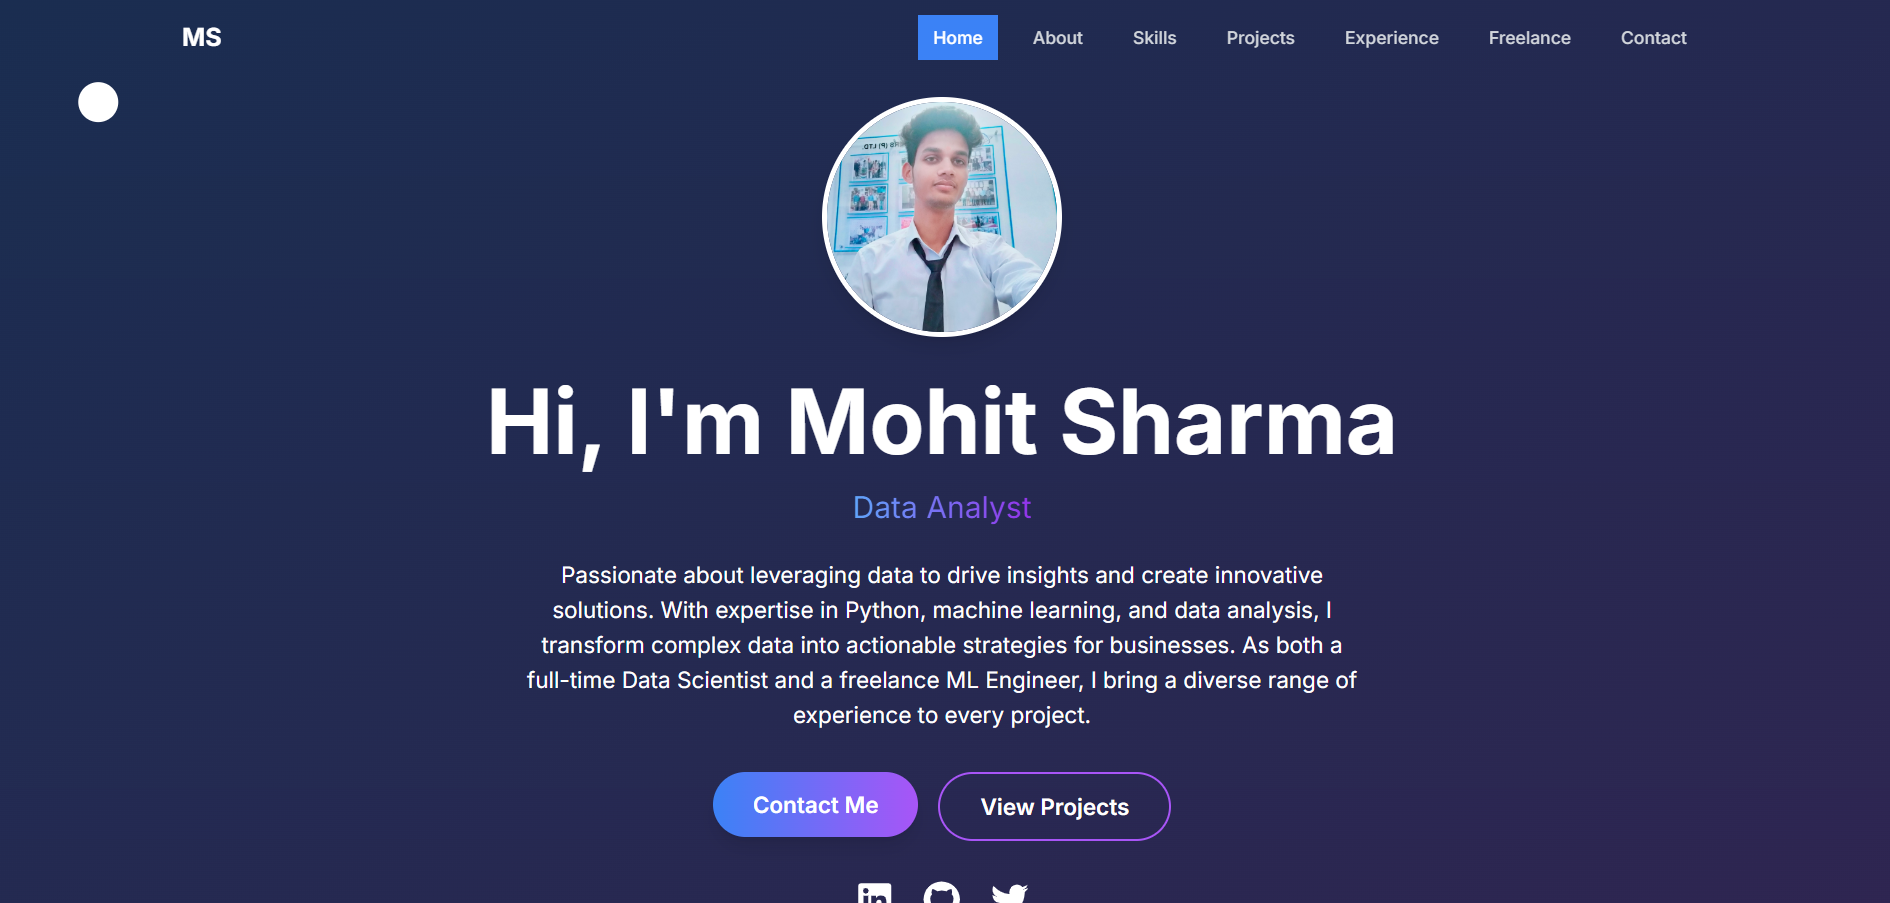 MS
Home About Skills Projects Experience Freelance Contact
Hi, I'm Mohit Sharma
Data Analyst
Passionate about leveraging data to drive insights and create innovative
solutions. With expertise in Python, machine learning, and data analysis, I
transform complex data into actionable strategies for businesses. As both a
full-time Data Scientist and a freelance ML Engineer, I bring a diverse range of
experience to every project.
Contact Me View Projects